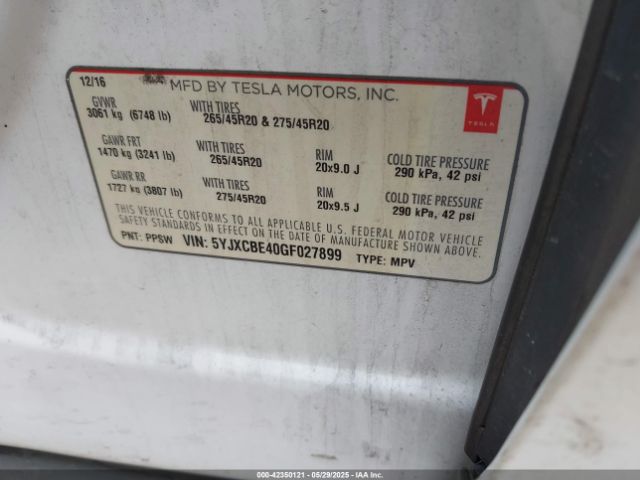 12/16 MFD BY TESLA MOTORS, INC.
GVWR WITH TIRES
3061 kg (6748 lb) 265/45R20 & 275/45R20
TESLA
GAWR FRT WITH TIRES RIM COLD TIRE PRESSURE
1470 kg (3241 lb) 265/45R20 20x9.0 J 290 kPa, 42 psi
GAWR RR WITH TIRES RIM COLD TIRE PRESSURE
1727 kg (3807 lb) 275/45R20 20x9.5 J 290 kPa, 42 psi
THIS VEHICLE CONFORMS TO ALL APPLICABLE U.S. FEDERAL MOTOR VEHICLE
SAFETY STANDARDS IN EFFECT ON THE DATE OF MANUFACTURE SHOWN ABOVE.
PNT: PPSW VIN: 5YJXCBE40GF027899 TYPE: MPV
000-42350121 - 05/29/2025 - IAAI.COM